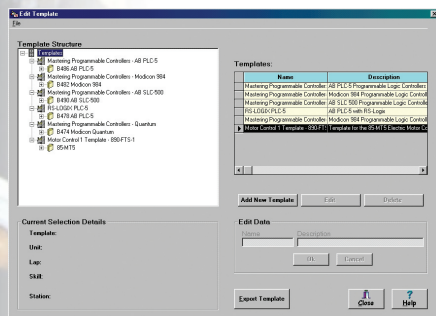 Edit Template
File
Template Structure
Templates
Mastering Programmable Controllers - AB PLC-5
B486 AB PLC-5
Mastering Programmable Controllers - Modicon 984
B482 Modicon 984
Mastering Programmable Controllers - AB SLC-500
B490 AB SLC-500
RS-LOGIX PLC-5
B478 AB PLC-5
Mastering Programmable Controllers - Quantum
B474 Modicon Quantum
Motor Control 1 Template - 890-FTS-1
85-MT5
Templates:
Name Description
Mastering Programmable Controller AB PLC-5 Programmable Logic Controllers
Mastering Programmable Controller Modicon 984 Programmable Logic Controll
Mastering Programmable Controller AB SLC 500 Programmable Logic Controlle
RS-LOGIX PLC-5 AB PLC-5 with RS-Logix
Mastering Programmable Controller Modicon 984 Programmable Logic Controll
Motor Control 1 Template - 890-FTS Template for the 85-MT5 Electric Motor Co
Add New Template Edit Delete
Current Selection Details
Template:
Unit:
Lap:
Skill:
Station:
Edit Data
Name Description
Ok Cancel
Export Template Close Help